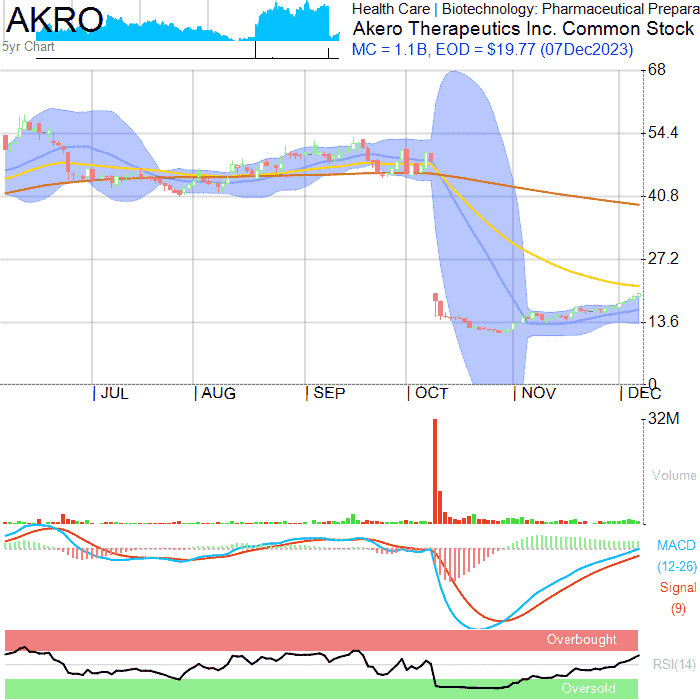 AKRO
5yr Chart
Health Care | Biotechnology: Pharmaceutical Prepara
Akero Therapeutics Inc. Common Stock
MC = 1.1B, EOD = $19.77 (07Dec2023)
68
54.4
40.8
27.2
13.6
0
JUL AUG SEP OCT NOV DEC
32M
Volume
MACD
(12-26)
Signal
(9)
Overbought
RSI(14)
Oversold